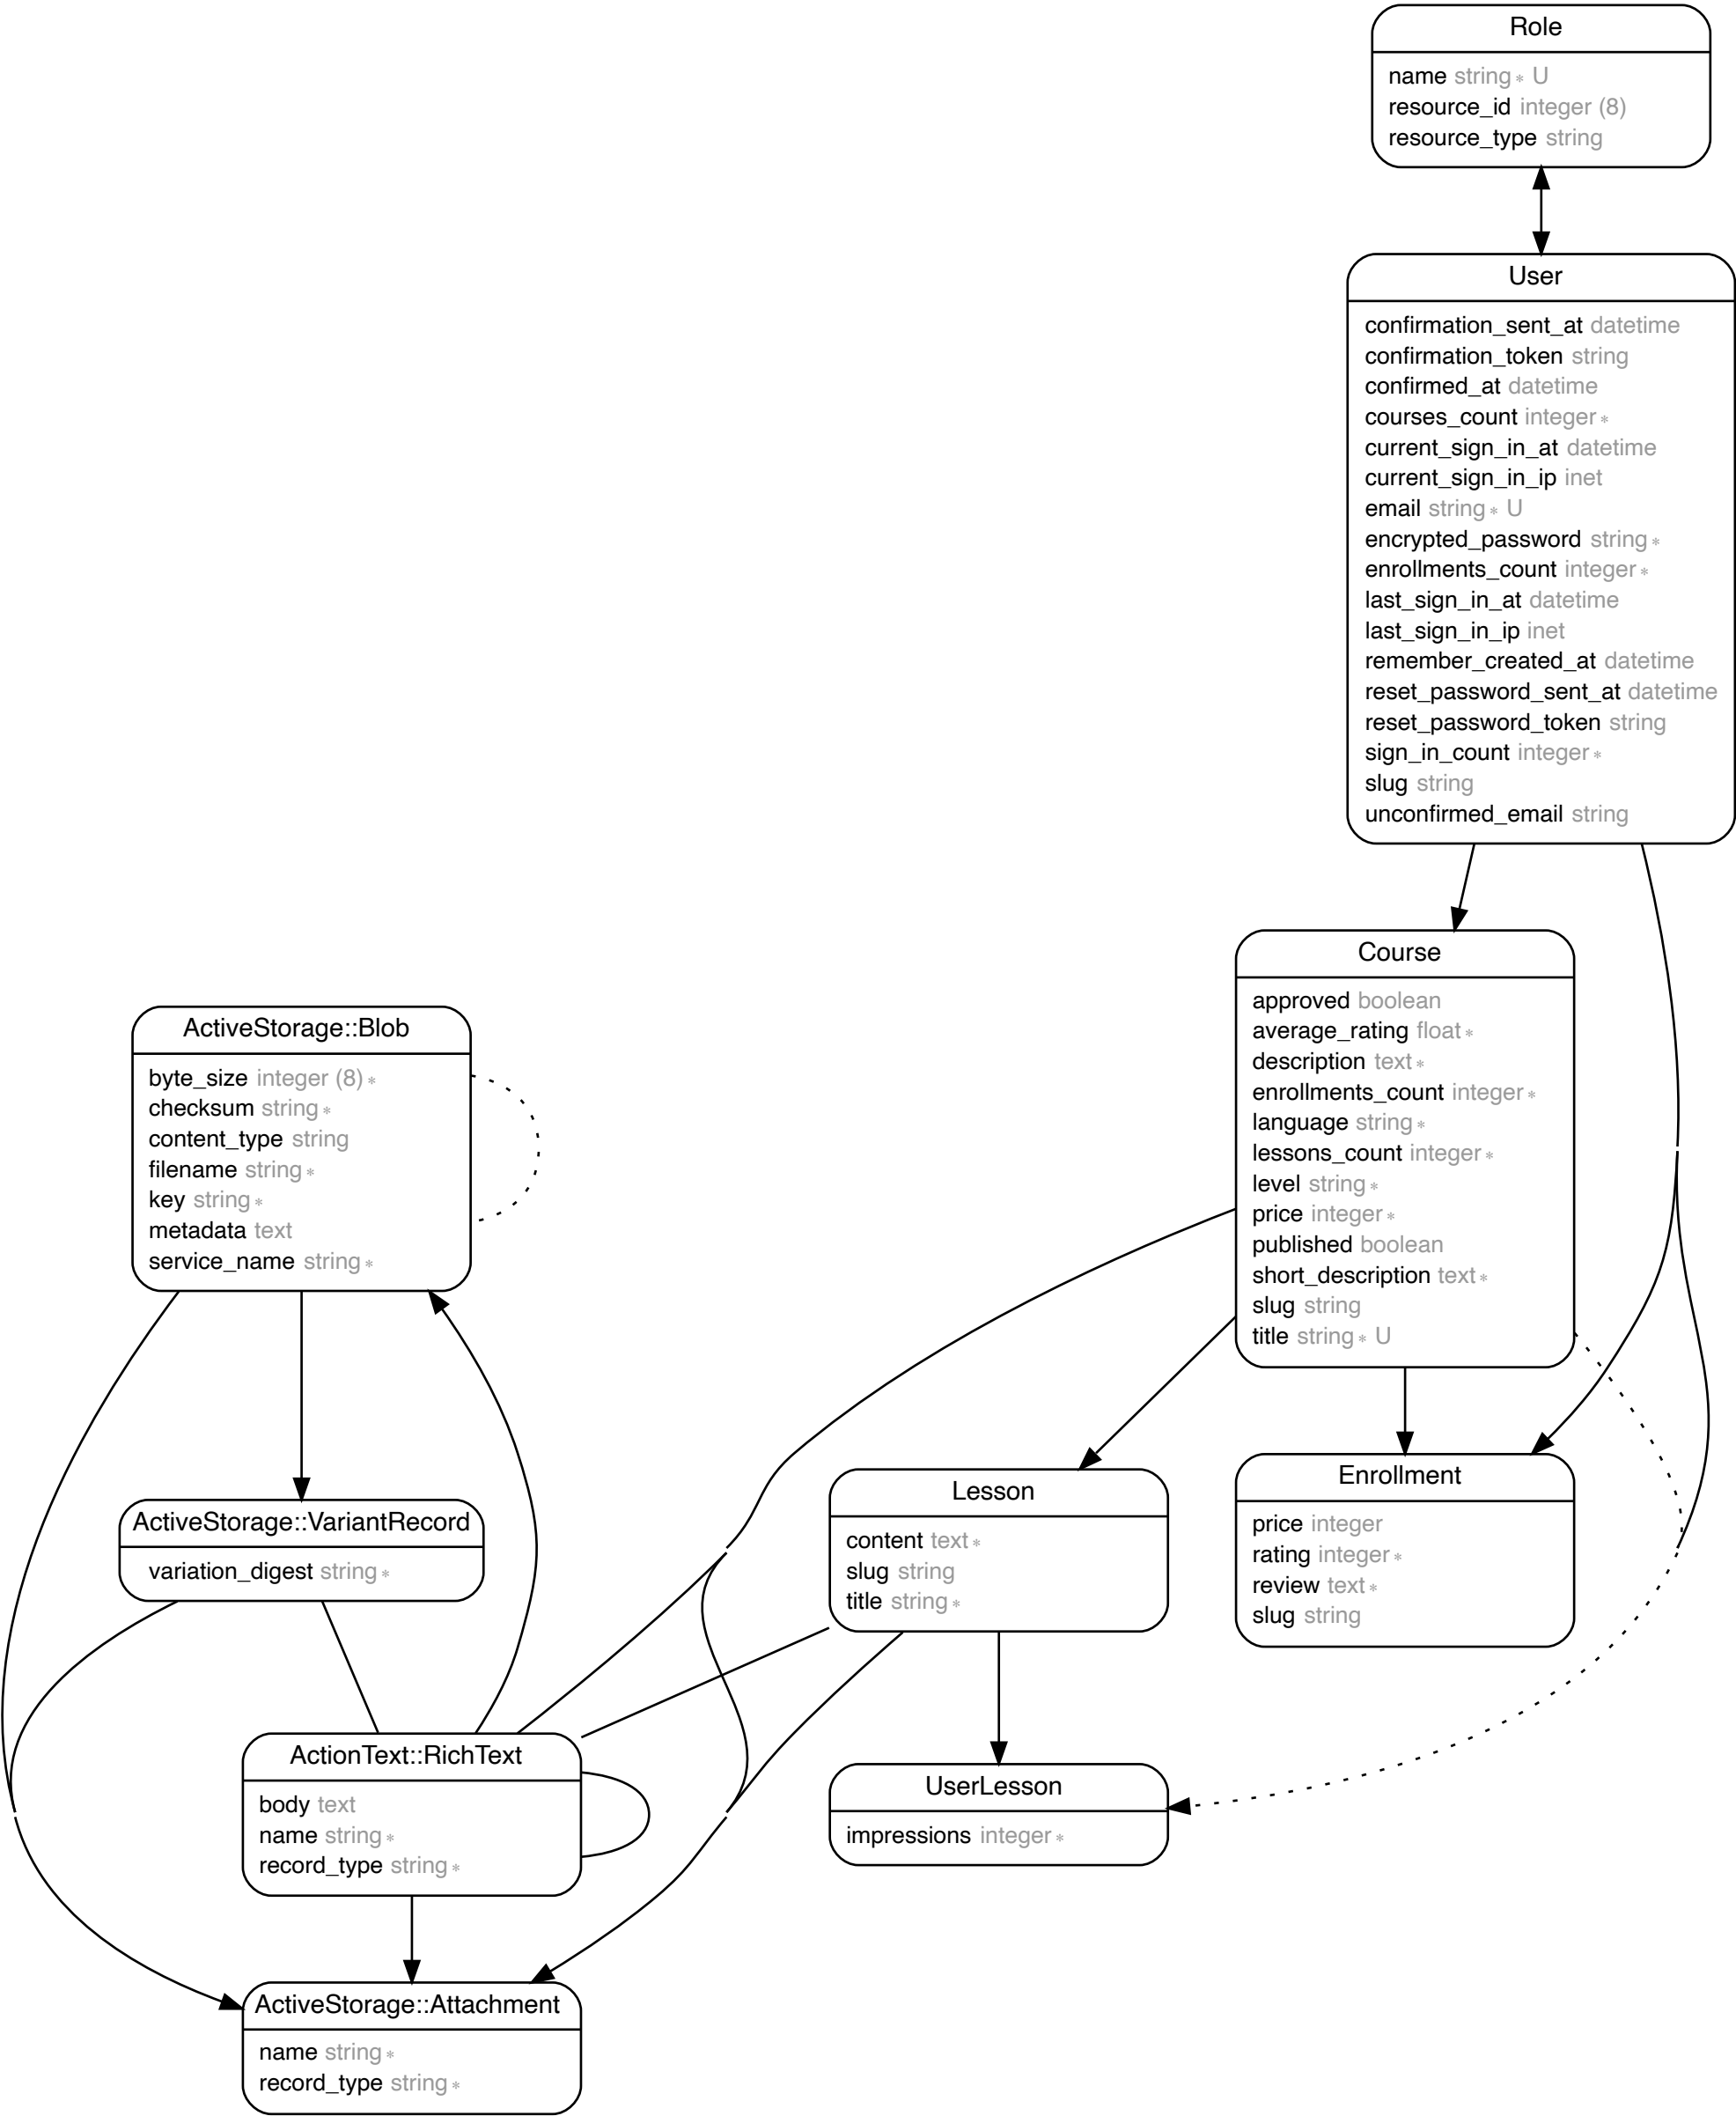 Role
name string * U
resource_id integer (8)
resource_type string
User
confirmation_sent_at datetime
confirmation_token string
confirmed_at datetime
courses_count integer *
current_sign_in_at datetime
current_sign_in_ip inet
email string * U
encrypted_password string *
enrollments_count integer *
last_sign_in_at datetime
last_sign_in_ip inet
remember_created_at datetime
reset_password_sent_at datetime
reset_password_token string
sign_in_count integer *
slug string
unconfirmed_email string
Course
approved boolean
average_rating float *
description text *
enrollments_count integer *
language string *
lessons_count integer *
level string *
price integer *
published boolean
short_description text *
slug string
title string * U
ActiveStorage::Blob
byte_size integer (8) *
checksum string *
content_type string
filename string *
key string *
metadata text
service_name string *
Enrollment
price integer
rating integer *
review text *
slug string
Lesson
content text *
slug string
title string *
ActiveStorage::VariantRecord
variation_digest string *
ActionText::RichText
body text
name string *
record_type string *
UserLesson
impressions integer *
ActiveStorage::Attachment
name string *
record_type string *